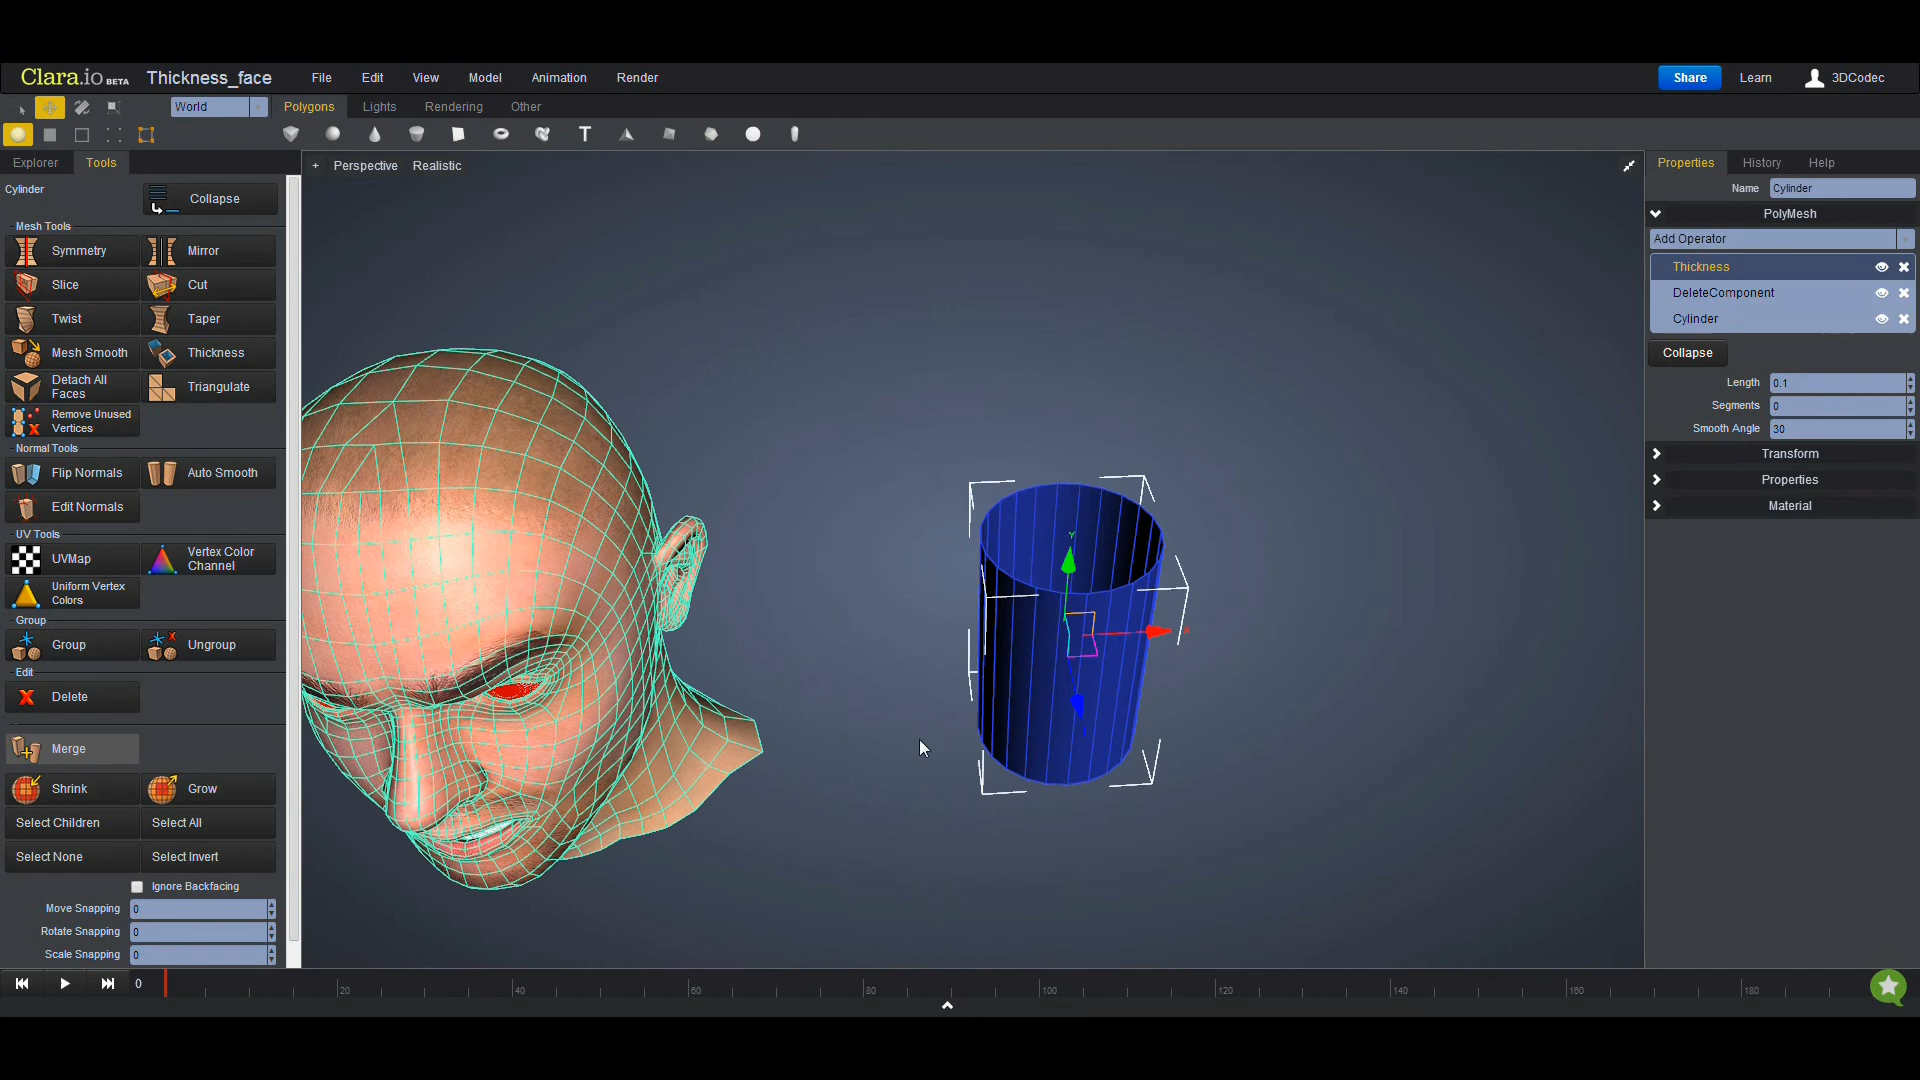 Clara.io BETA Thickness_face File Edit View Model Animation Render Share Learn 3DCodec
World Polygons Lights Rendering Other
T
Explorer Tools + Perspective Realistic Properties History Help
Cylinder Collapse
Name Cylinder
PolyMesh
Mesh Tools
Add Operator
Symmetry Mirror
Thickness
Slice Cut
DeleteComponent
Twist Taper
Cylinder
Mesh Smooth Thickness
Collapse
Detach All Faces Triangulate
Length 0.1
Segments 0
Remove Unused Vertices
Smooth Angle 30
Normal Tools
Transform
Flip Normals Auto Smooth
Properties
Edit Normals
Material
UV Tools
Y
UVMap Vertex Color Channel
Uniform Vertex Colors
Group
Group Ungroup
Edit
Delete
Merge
Shrink Grow
Select Children Select All
Select None Select Invert
Ignore Backfacing
Move Snapping 0
Rotate Snapping 0
Scale Snapping 0
0 20 40 60 80 100 120 140 160 180